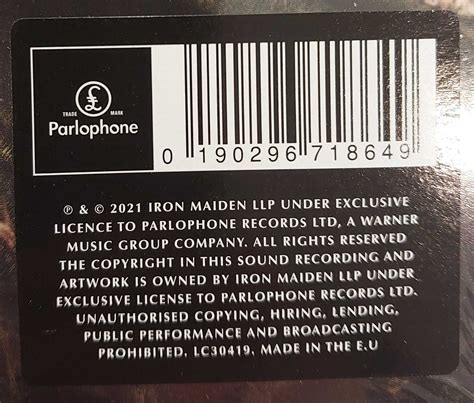 £
TRADE MARK
Parlophone
0 190296 718649
℗ & © 2021 IRON MAIDEN LLP UNDER EXCLUSIVE
LICENCE TO PARLOPHONE RECORDS LTD, A WARNER
MUSIC GROUP COMPANY. ALL RIGHTS RESERVED
THE COPYRIGHT IN THIS SOUND RECORDING AND
ARTWORK IS OWNED BY IRON MAIDEN LLP UNDER
EXCLUSIVE LICENSE TO PARLOPHONE RECORDS LTD.
UNAUTHORISED COPYING, HIRING, LENDING,
PUBLIC PERFORMANCE AND BROADCASTING
PROHIBITED. LC30419. MADE IN THE E.U